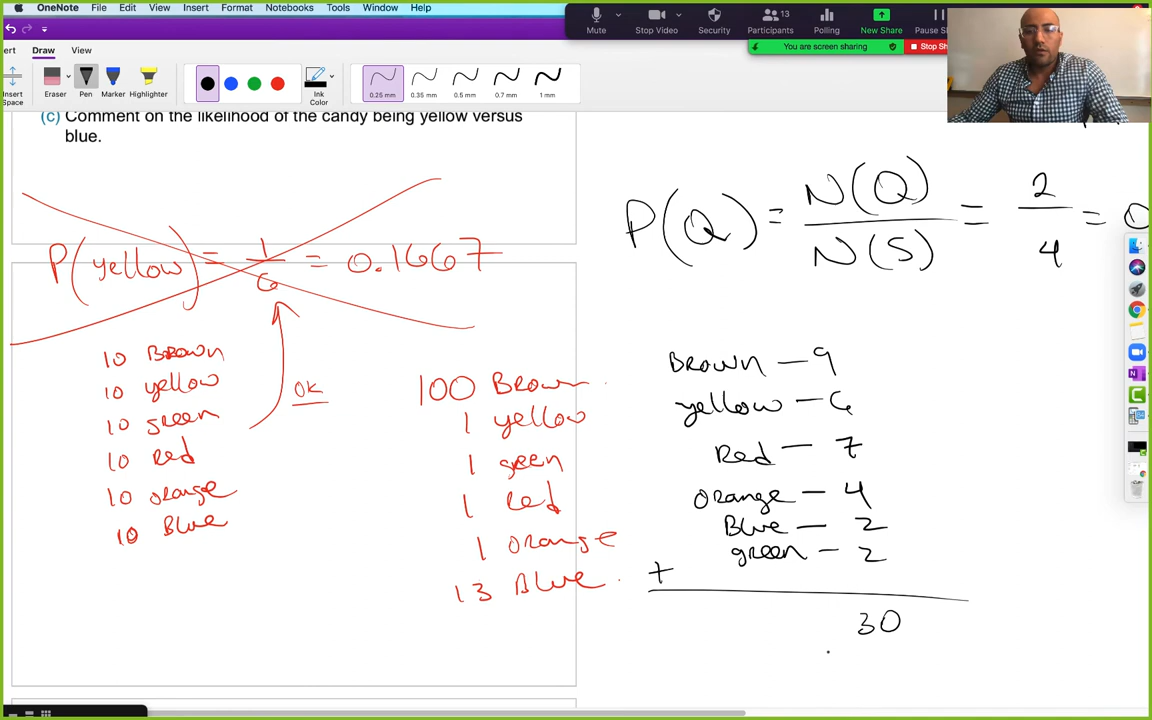 OneNote File Edit View Insert Format Notebooks Tools Window Help
Mute Stop Video Security Participants 13 Polling New Share Pause Sh
You are screen sharing Stop Sh
ert Draw View
Insert Space Eraser Pen Marker Highlighter Ink Color 0.25 mm 0.35 mm 0.5 mm 0.7 mm 1 mm
(c) Comment on the likelihood of the candy being yellow versus
blue.
P(yellow) = 1/6 = 0.1667
10 Brown
10 yellow
10 green
10 Red
10 orange
10 Blue
OK
100 Brown
1 yellow
1 green
1 Red
1 orange
13 Blue
P(Q) = N(Q)/N(S) = 2/4 = 0
Brown — 9
yellow — 6
Red — 7
Orange — 4
Blue — 2
green — 2
+
30